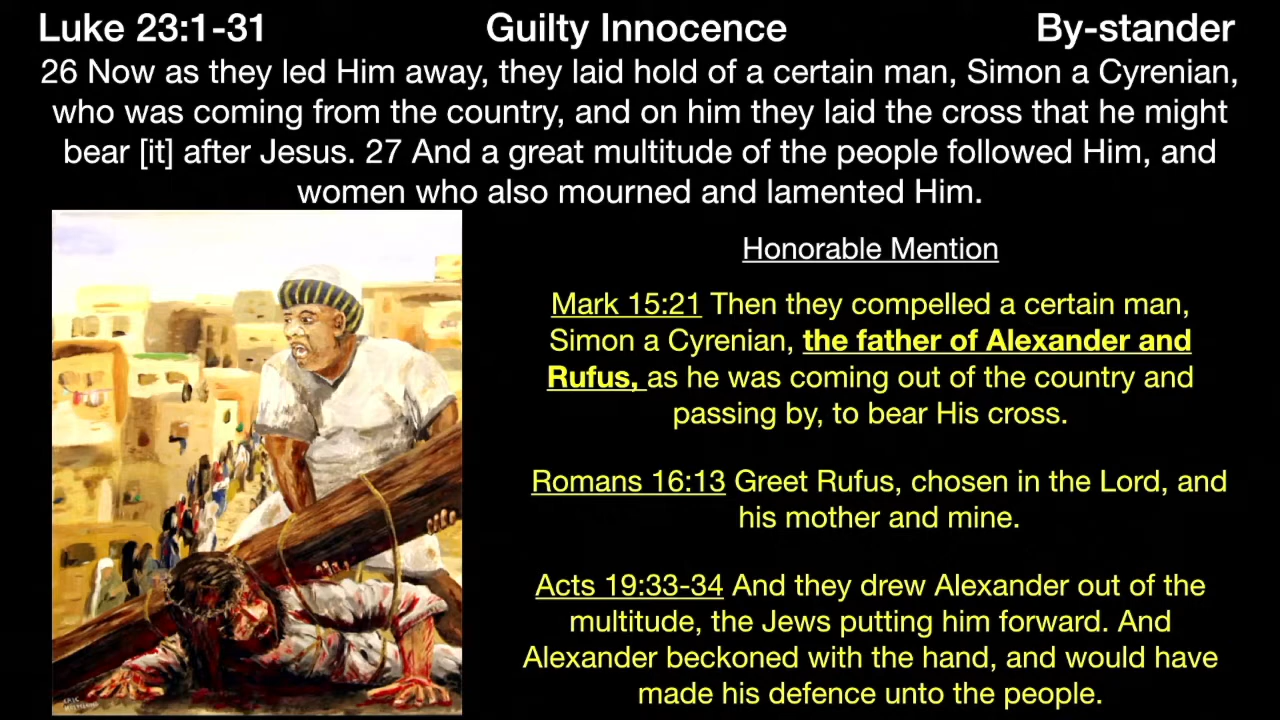 Luke 23:1-31 Guilty Innocence By-stander
26 Now as they led Him away, they laid hold of a certain man, Simon a Cyrenian,
who was coming from the country, and on him they laid the cross that he might
bear [it] after Jesus. 27 And a great multitude of the people followed Him, and
women who also mourned and lamented Him.
Honorable Mention
Mark 15:21 Then they compelled a certain man,
Simon a Cyrenian, the father of Alexander and
Rufus, as he was coming out of the country and
passing by, to bear His cross.
Romans 16:13 Greet Rufus, chosen in the Lord, and
his mother and mine.
Acts 19:33-34 And they drew Alexander out of the
multitude, the Jews putting him forward. And
Alexander beckoned with the hand, and would have
made his defence unto the people.